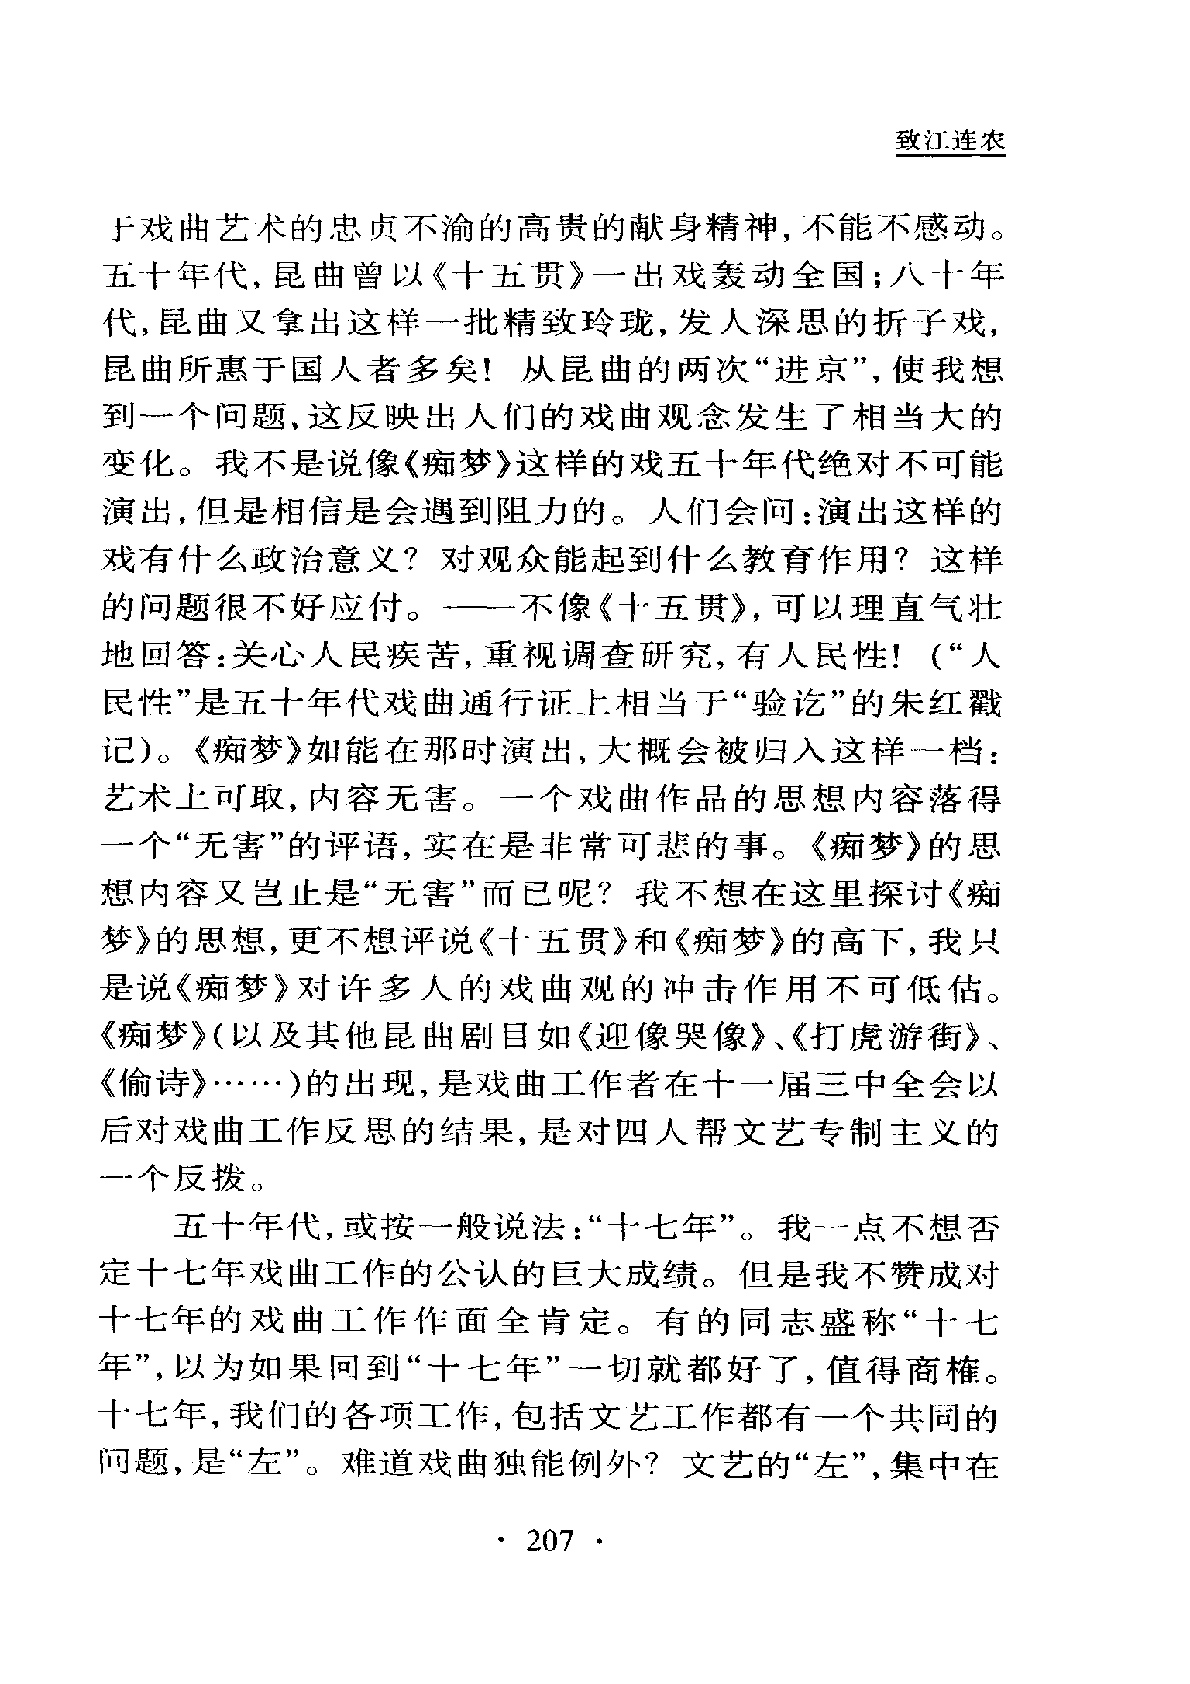 致江连农
于戏曲艺术的忠贞不渝的高贵的献身精神,不能不感动。
五十年代,昆曲曾以《十五贯》一出戏轰动全国;八十年
代,昆曲又拿出这样一批精致玲珑,发人深思的折子戏,
昆曲所惠于国人者多矣! 从昆曲的两次“进京”,使我想
到一个问题,这反映出人们的戏曲观念发生了相当大的
变化。我不是说像《痴梦》这样的戏五十年代绝对不可能
演出,但是相信是会遇到阻力的。人们会问:演出这样的
戏有什么政治意义? 对观众能起到什么教育作用? 这样
的问题很不好应付。——不像《十五贯》,可以理直气壮
地回答:关心人民疾苦,重视调查研究,有人民性! (“人
民性”是五十年代戏曲通行证上相当于“验讫”的朱红戳
记)。《痴梦》如能在那时演出,大概会被归入这样一档:
艺术上可取,内容无害。一个戏曲作品的思想内容落得
一个“无害”的评语,实在是非常可悲的事。《痴梦》的思
想内容又岂止是“无害”而已呢? 我不想在这里探讨《痴
梦》的思想,更不想评说《十五贯》和《痴梦》的高下,我只
是说《痴梦》对许多人的戏曲观的冲击作用不可低估。
《痴梦》(以及其他昆曲剧目如《迎像哭像》、《打虎游街》、
《偷诗》……)的出现,是戏曲工作者在十一届三中全会以
后对戏曲工作反思的结果,是对四人帮文艺专制主义的
一个反拨。
五十年代,或按一般说法:“十七年”。我一点不想否
定十七年戏曲工作的公认的巨大成绩。但是我不赞成对
十七年的戏曲工作作面全肯定。有的同志盛称“十七
年”,以为如果回到“十七年”一切就都好了,值得商榷。
十七年,我们的各项工作,包括文艺工作都有一个共同的
问题,是“左”。难道戏曲独能例外? 文艺的“左”,集中在
· 207 ·